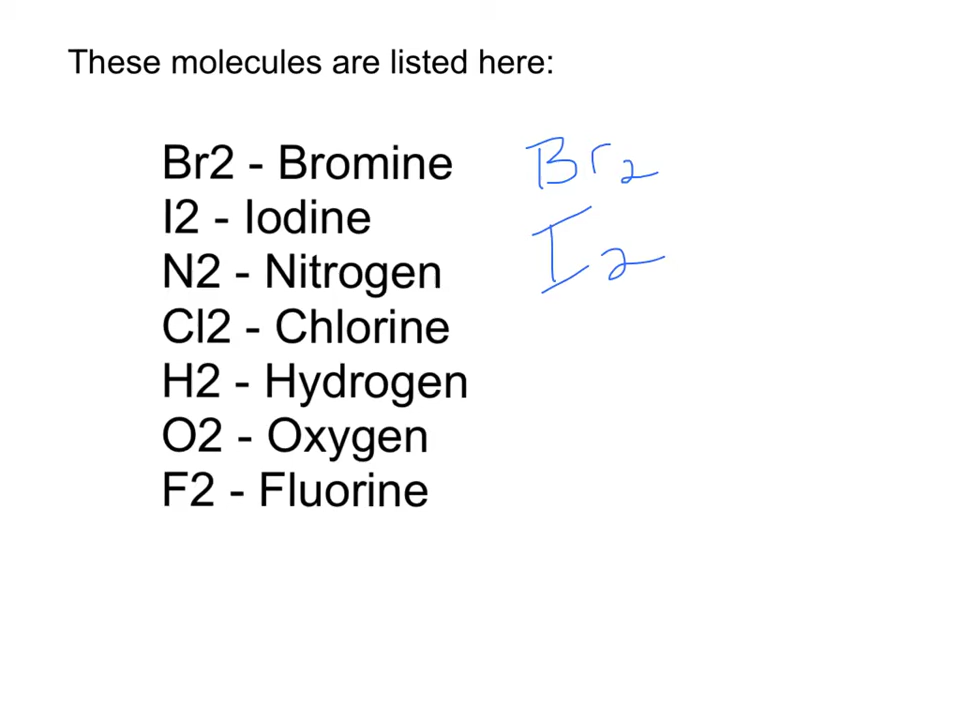 These molecules are listed here:
Br2 - Bromine Br2
I2 - Iodine I2
N2 - Nitrogen
Cl2 - Chlorine
H2 - Hydrogen
O2 - Oxygen
F2 - Fluorine